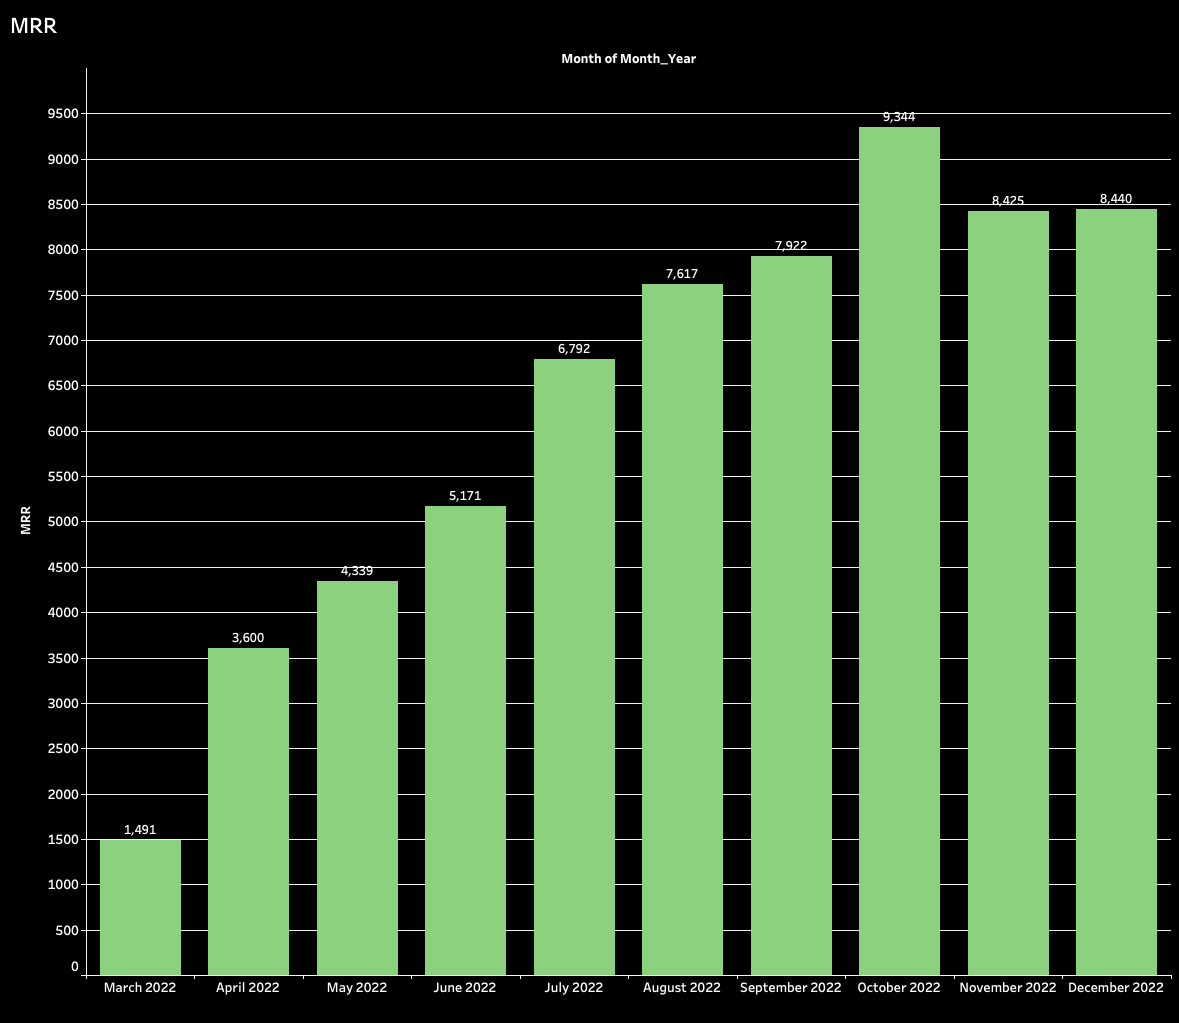 MRR
Month of Month_Year
9500
9000
8500
8000
7500
7000
6500
6000
5500
5000
4500
4000
3500
3000
2500
2000
1500
1000
500
0
MRR
1,491
3,600
4,339
5,171
6,792
7,617
7,922
9,344
8,425
8,440
March 2022
April 2022
May 2022
June 2022
July 2022
August 2022
September 2022
October 2022
November 2022
December 2022